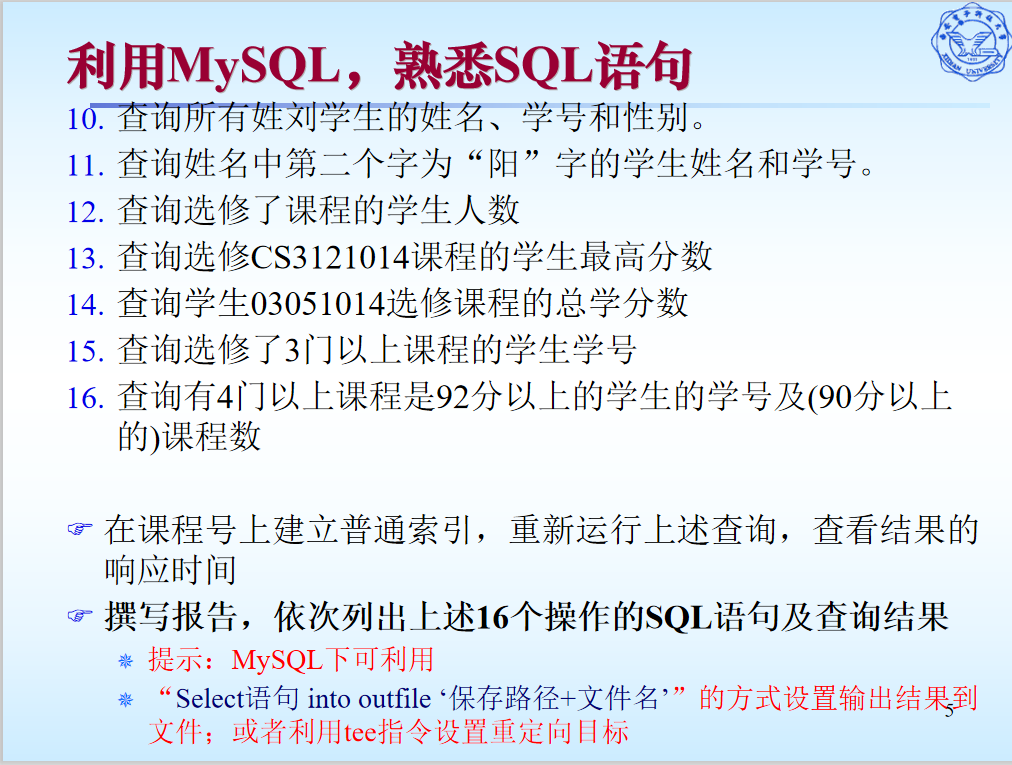 利用MySQL，熟悉SQL语句
10. 查询所有姓刘学生的姓名、学号和性别。
11. 查询姓名中第二个字为“阳”字的学生姓名和学号。
12. 查询选修了课程的学生人数
13. 查询选修CS3121014课程的学生最高分数
14. 查询学生03051014选修课程的总学分数
15. 查询选修了3门以上课程的学生学号
16. 查询有4门以上课程是92分以上的学生的学号及(90分以上
的)课程数
在课程号上建立普通索引，重新运行上述查询，查看结果的
响应时间
撰写报告，依次列出上述16个操作的SQL语句及查询结果
提示：MySQL下可利用
“Select语句 into outfile ‘保存路径+文件名’”的方式设置输出结果到
文件；或者利用tee指令设置重定向目标
5